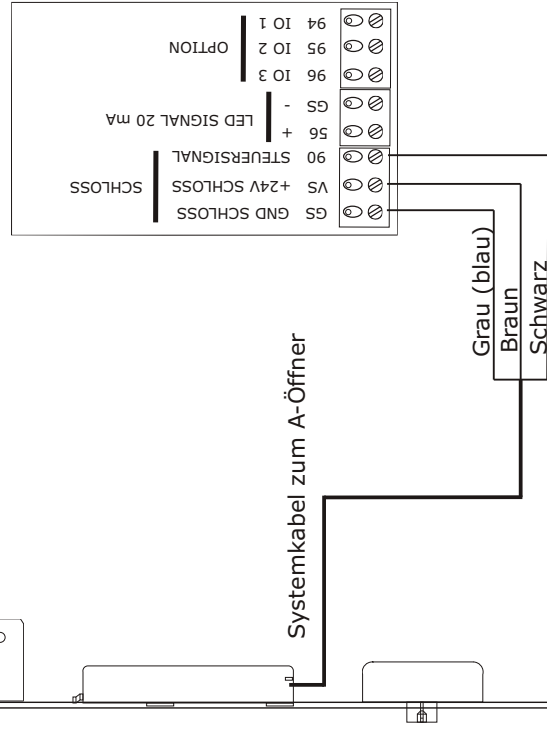 OPTION
IO 1 94
IO 2 95
IO 3 96
LED SIGNAL 20 mA
- GS
+ 56
SCHLOSS
STEUERSIGNAL 90
+24V SCHLOSS VS
GND SCHLOSS GS
Grau (blau)
Braun
Schwarz
Systemkabel zum A-Öffner